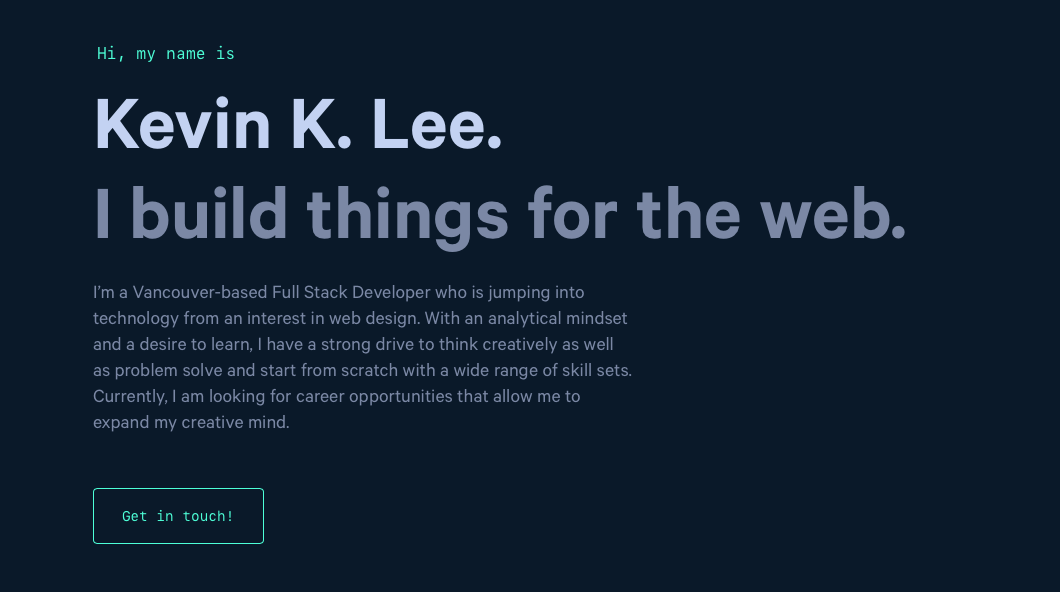 Hi, my name is
Kevin K. Lee.
I build things for the web.
I’m a Vancouver-based Full Stack Developer who is jumping into
technology from an interest in web design. With an analytical mindset
and a desire to learn, I have a strong drive to think creatively as well
as problem solve and start from scratch with a wide range of skill sets.
Currently, I am looking for career opportunities that allow me to
expand my creative mind.
Get in touch!